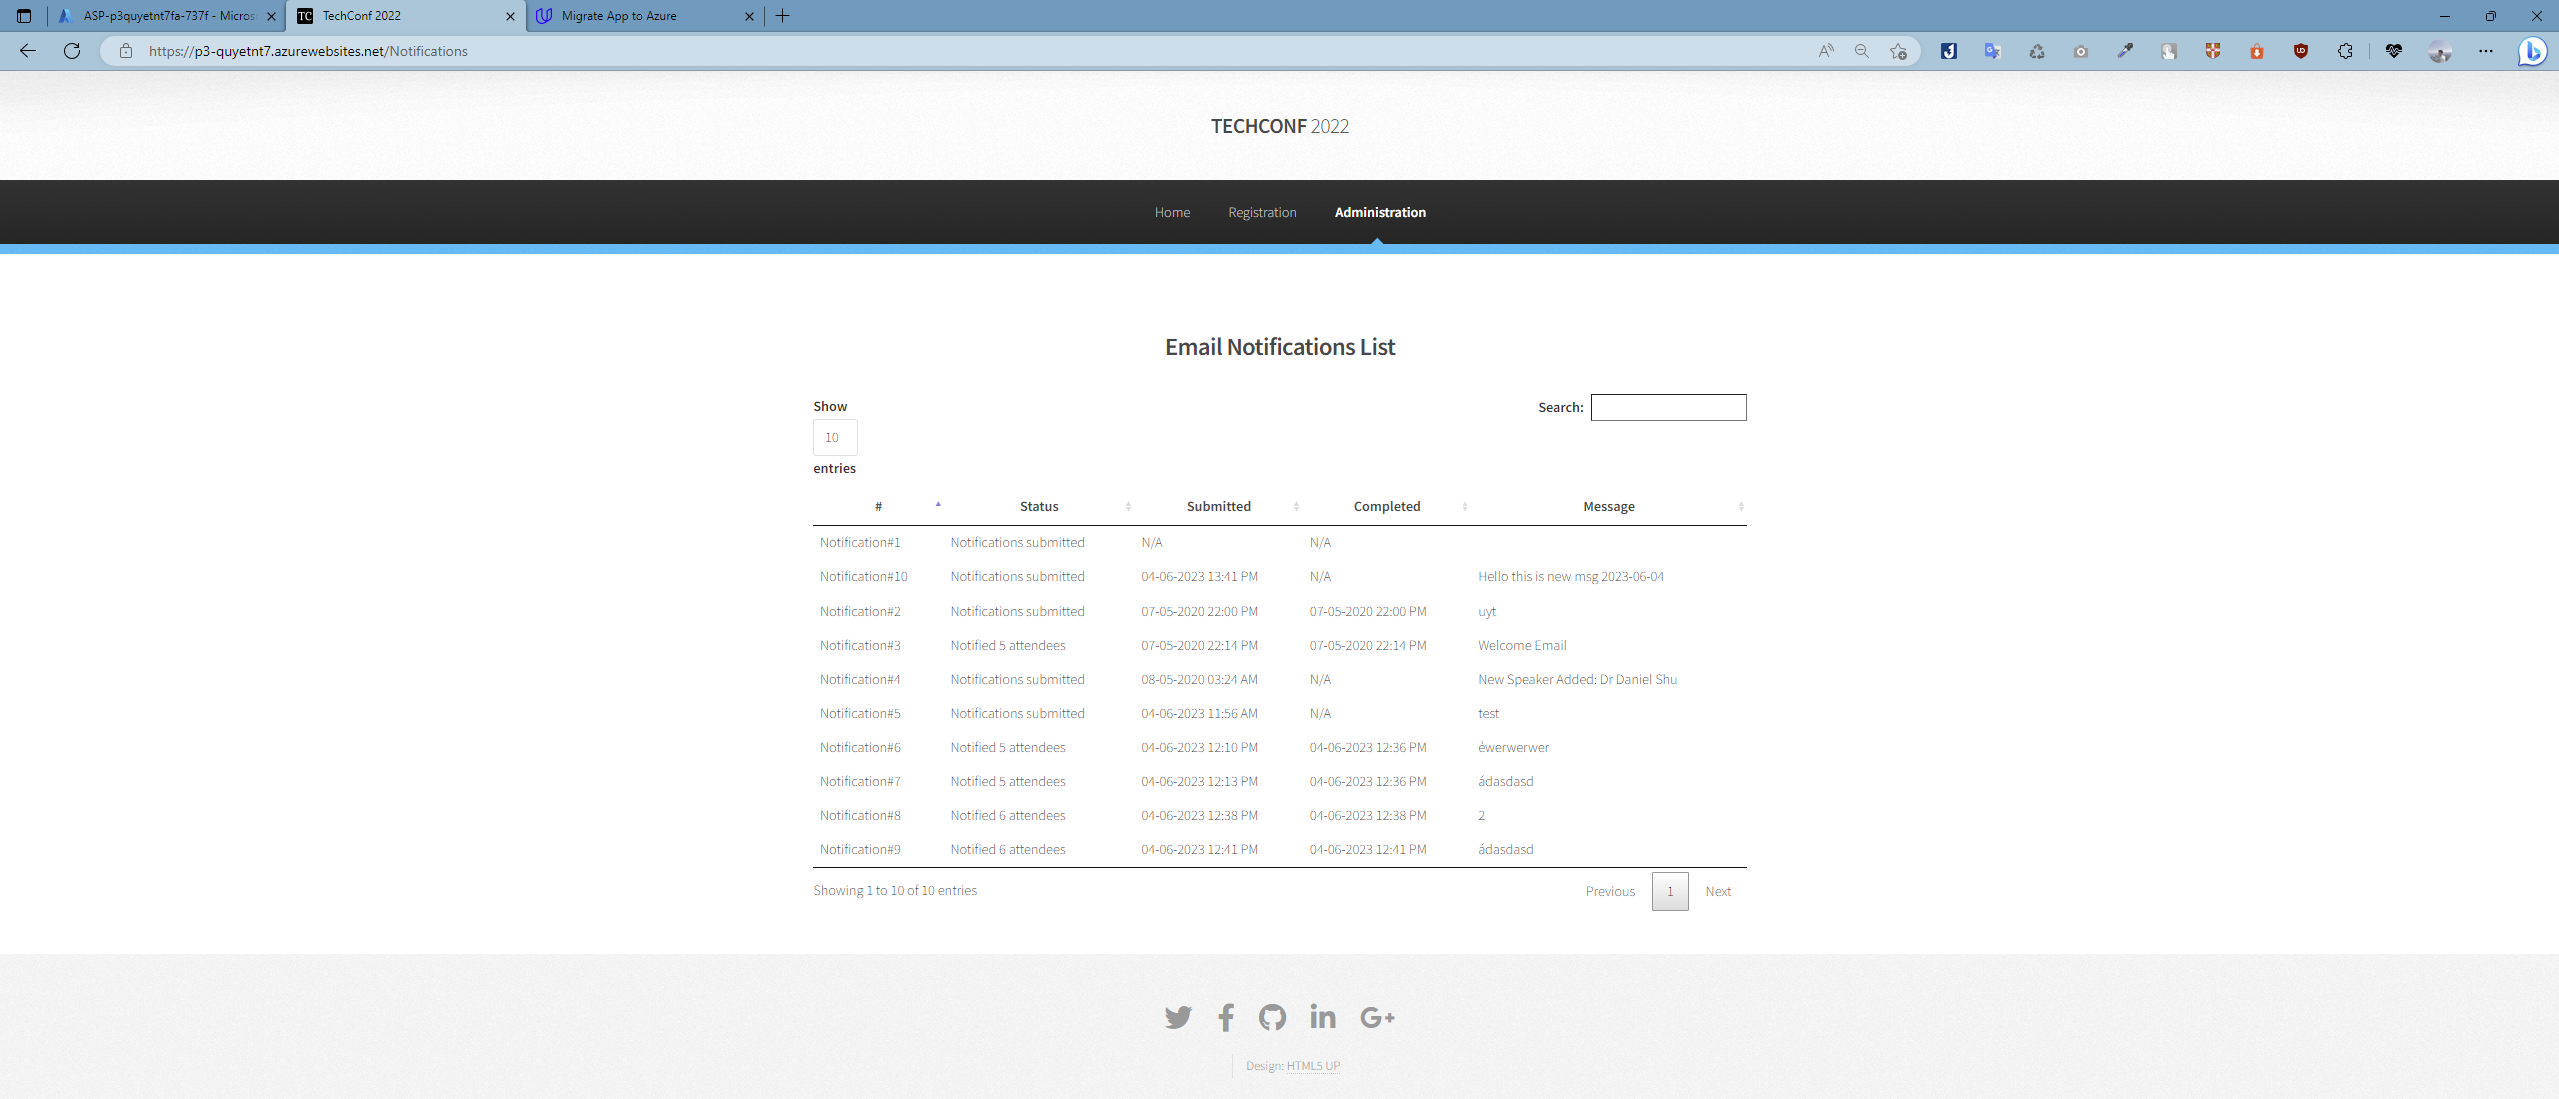 ASP-p3quyetnt7fa-737f - Micros
TechConf 2022
Migrate App to Azure
https://p3-quyetnt7.azurewebsites.net/Notifications
TECHCONF 2022
Home Registration Administration
Email Notifications List
Show
10
entries
Search:
# Status Submitted Completed Message
Notification#1 Notifications submitted N/A N/A
Notification#10 Notifications submitted 04-06-2023 13:41 PM N/A Hello this is new msg 2023-06-04
Notification#2 Notifications submitted 07-05-2020 22:00 PM 07-05-2020 22:00 PM uyt
Notification#3 Notified 5 attendees 07-05-2020 22:14 PM 07-05-2020 22:14 PM Welcome Email
Notification#4 Notifications submitted 08-05-2020 03:24 AM N/A New Speaker Added: Dr Daniel Shu
Notification#5 Notifications submitted 04-06-2023 11:56 AM N/A test
Notification#6 Notified 5 attendees 04-06-2023 12:10 PM 04-06-2023 12:36 PM ẻwerwerwer
Notification#7 Notified 5 attendees 04-06-2023 12:13 PM 04-06-2023 12:36 PM ádasdasd
Notification#8 Notified 6 attendees 04-06-2023 12:38 PM 04-06-2023 12:38 PM 2
Notification#9 Notified 6 attendees 04-06-2023 12:41 PM 04-06-2023 12:41 PM ádasdasd
Showing 1 to 10 of 10 entries
Previous 1 Next
Design: HTML5 UP